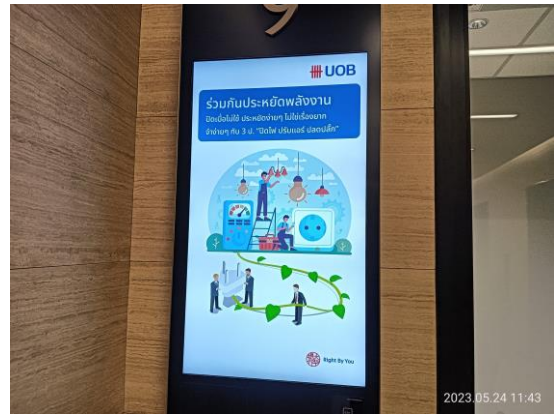 9
UOB
ร่วมกันประหยัดพลังงาน
ปิดเมื่อไม่ใช้ ประหยัดง่ายๆ ไม่ใช่เรื่องยาก
จำง่ายๆ กับ 3 ป. "ปิดไฟ ปรับแอร์ ปลดปลั๊ก"
Right By You
2023.05.24 11:43